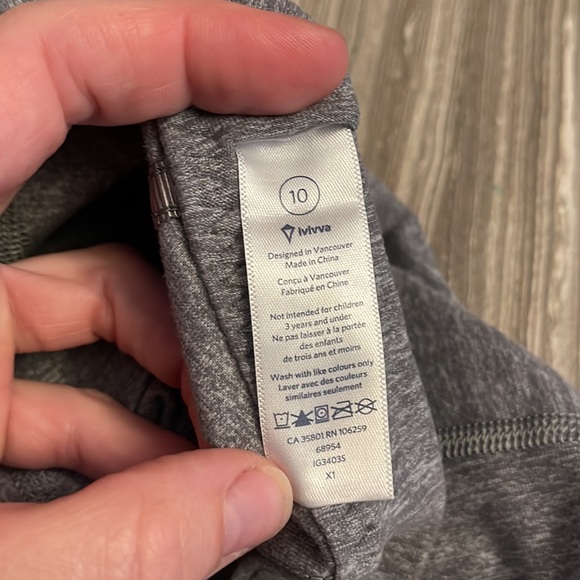 10
ivivva
Designed in Vancouver
Made in China
Conçu à Vancouver
Fabriqué en Chine
Not intended for children
3 years and under
Ne pas laisser à la portée
des enfants
de trois ans et moins
Wash with like colours only
Laver avec des couleurs
similaires seulement
CA 35801 RN 106259
68954
IG3403S
X1